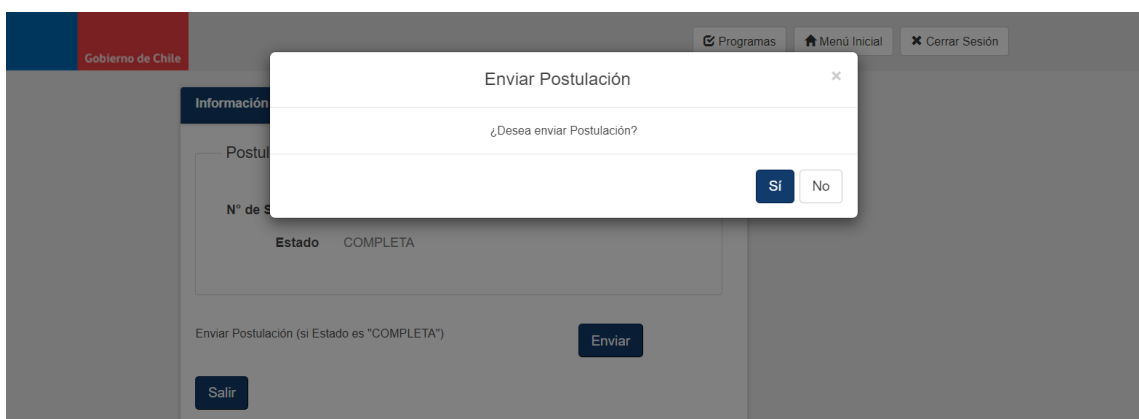 Gobierno de Chile
Programas
Menú Inicial
Cerrar Sesión
Enviar Postulación
×
¿Desea enviar Postulación?
Sí
No
Información
Postul
N° de S
Estado COMPLETA
Enviar Postulación (si Estado es "COMPLETA")
Enviar
Salir